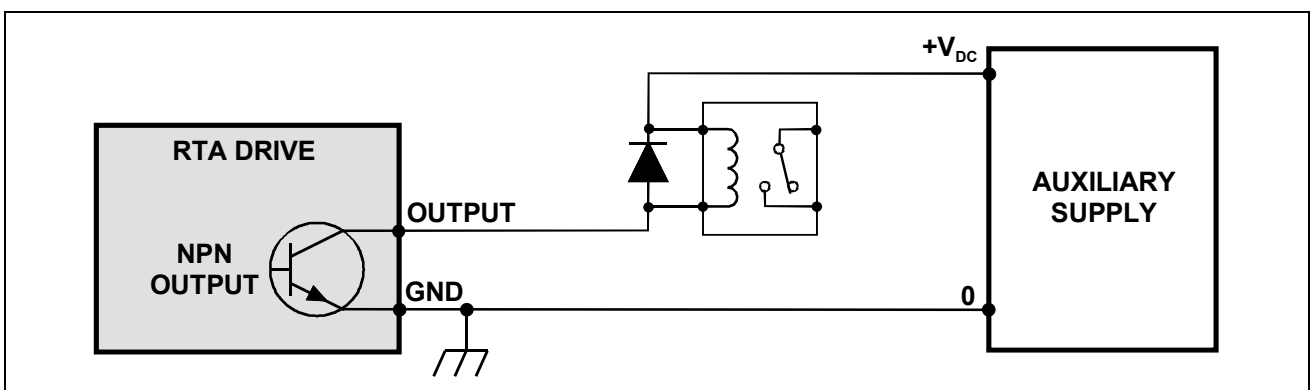 +VDC
RTA DRIVE
OUTPUT
NPN
OUTPUT
GND
0
AUXILIARY
SUPPLY